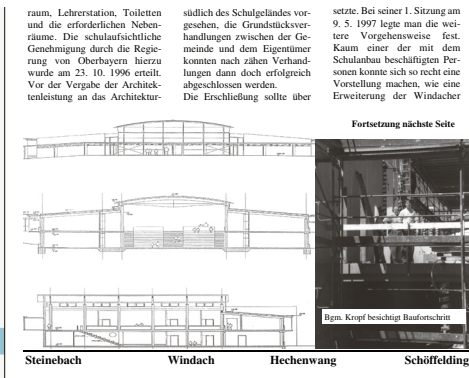 raum, Lehrerstation, Toiletten
und die erforderlichen Neben-
räume. Die schulaufsichtliche
Genehmigung durch die Regie-
rung von Oberbayern hierzu
wurde am 23. 10. 1996 erteilt.
Vor der Vergabe der Architek-
tenleistung an das Architektur-
südlich des Schulgeländes vor-
gesehen, die Grundstücksver-
handlungen zwischen der Ge-
meinde und dem Eigentümer
konnten nach zähen Verhand-
lungen dann doch erfolgreich
abgeschlossen werden.
Die Erschließung sollte über
setzte. Bei seiner 1. Sitzung am
9. 5. 1997 legte man die wei-
tere Vorgehensweise fest.
Kaum einer der mit dem
Schulanbau beschäftigten Per-
sonen konnte sich so recht eine
Vorstellung machen, wie eine
Erweiterung der Windacher
Fortsetzung nächste Seite
Bgm. Kropf besichtigt Baufortschritt
Steinebach Windach Hechenwang Schöffelding